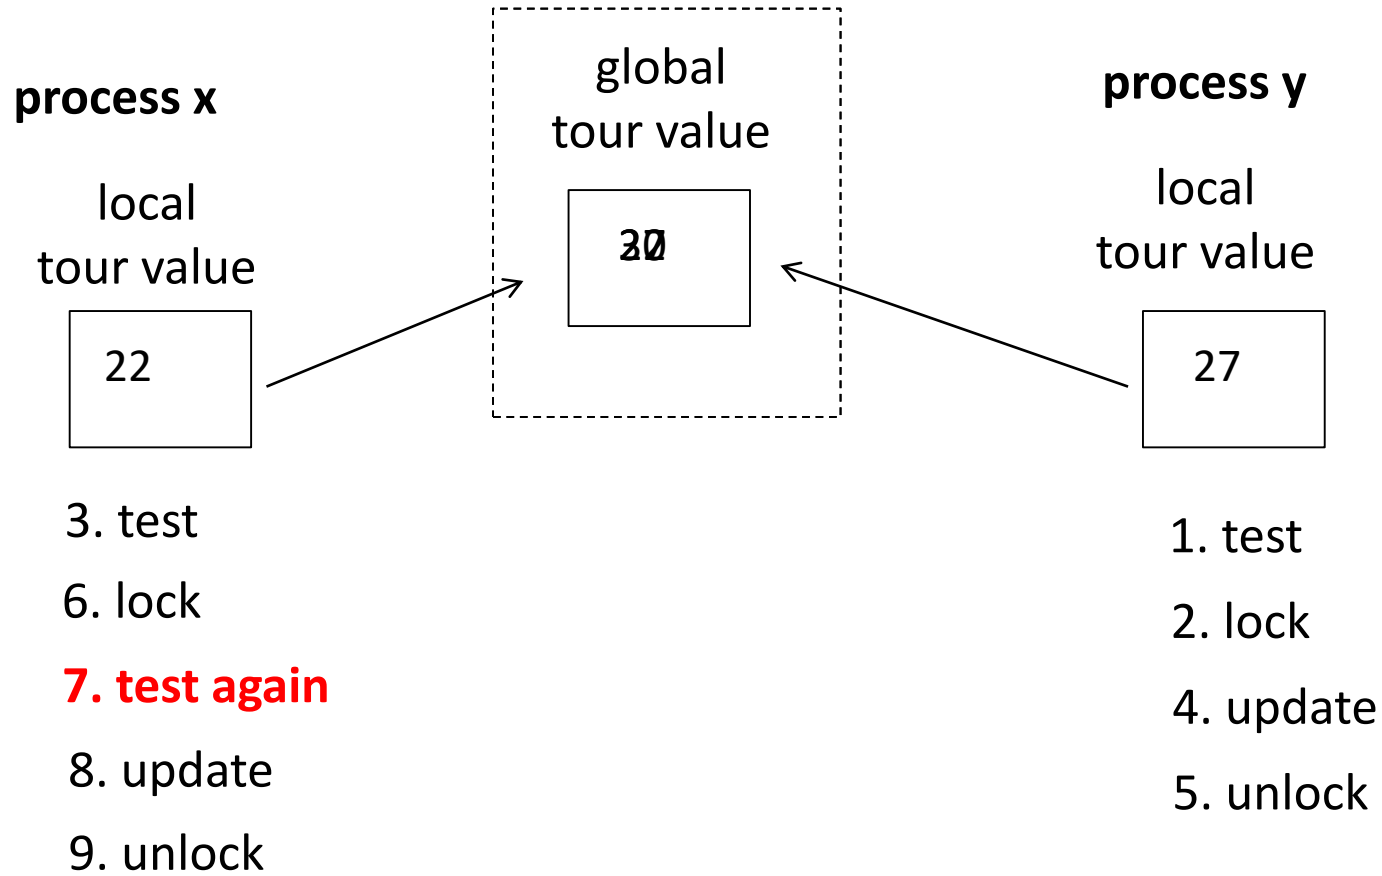 process x
local
tour value
22
3. test
6. lock
7. test again
8. update
9. unlock
global
tour value
process y
local
tour value
27
1. test
2. lock
4. update
5. unlock